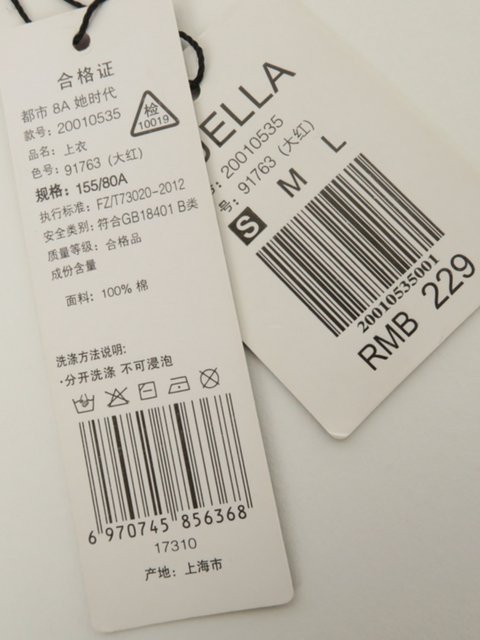 合格证
都市 8A 她时代
款号: 20010535
检
10019
品名: 上衣
色号: 91763 (大红)
规格: 155/80A
执行标准: FZ/T73020-2012
安全类别: 符合GB18401 B类
质量等级: 合格品
成份含量
面料: 100% 棉
洗涤方法说明:
·分开洗涤 不可浸泡
6 970745 856368
17310
产地: 上海市
ELLA
号: 20010535
号: 91763 (大红)
S M L
20010535001
RMB 229